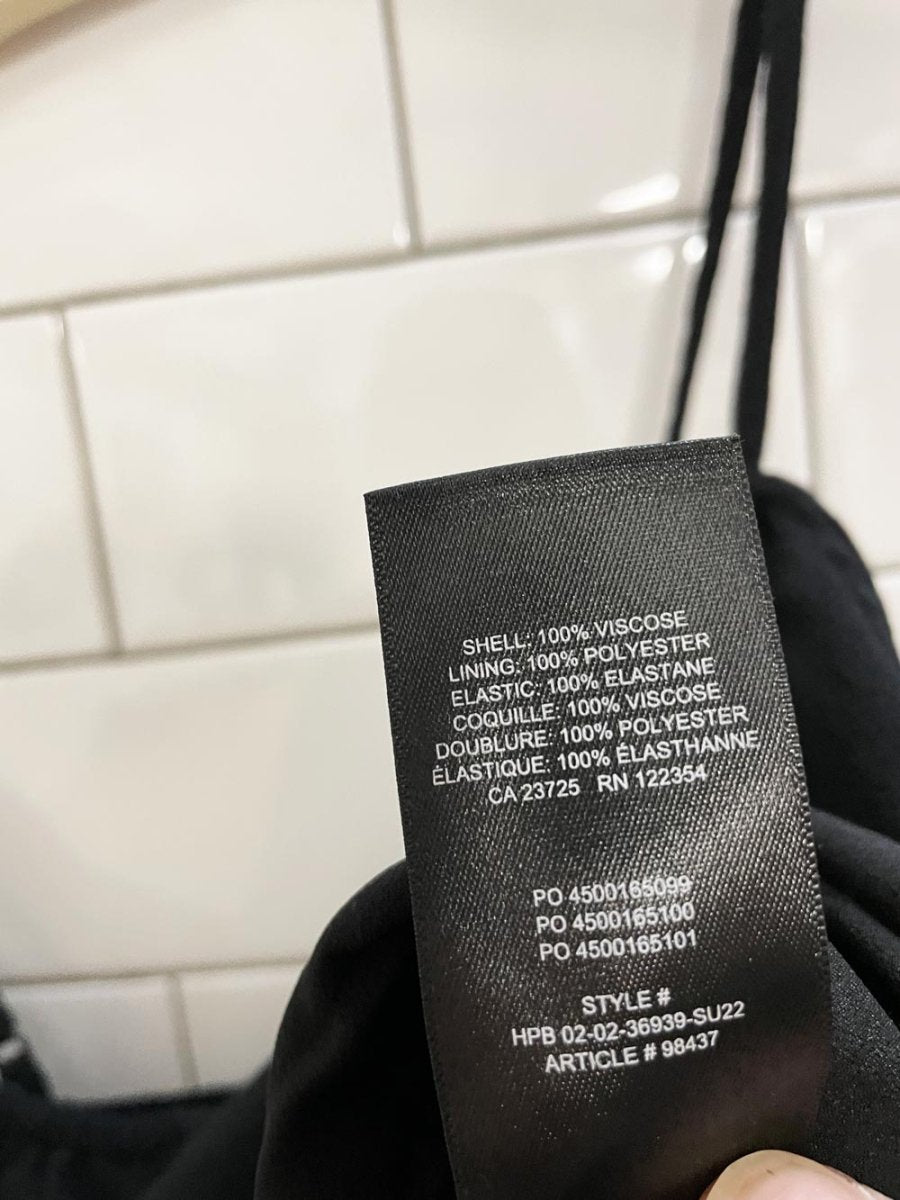 SHELL: 100% VISCOSE
LINING: 100% POLYESTER
ELASTIC: 100% ELASTANE
COQUILLE: 100% VISCOSE
DOUBLURE: 100% POLYESTER
ÉLASTIQUE: 100% ÉLASTHANNE
CA 23725 RN 122354
PO 4500165099
PO 4500165100
PO 4500165101
STYLE #
HPB 02-02-36939-SU22
ARTICLE # 98437